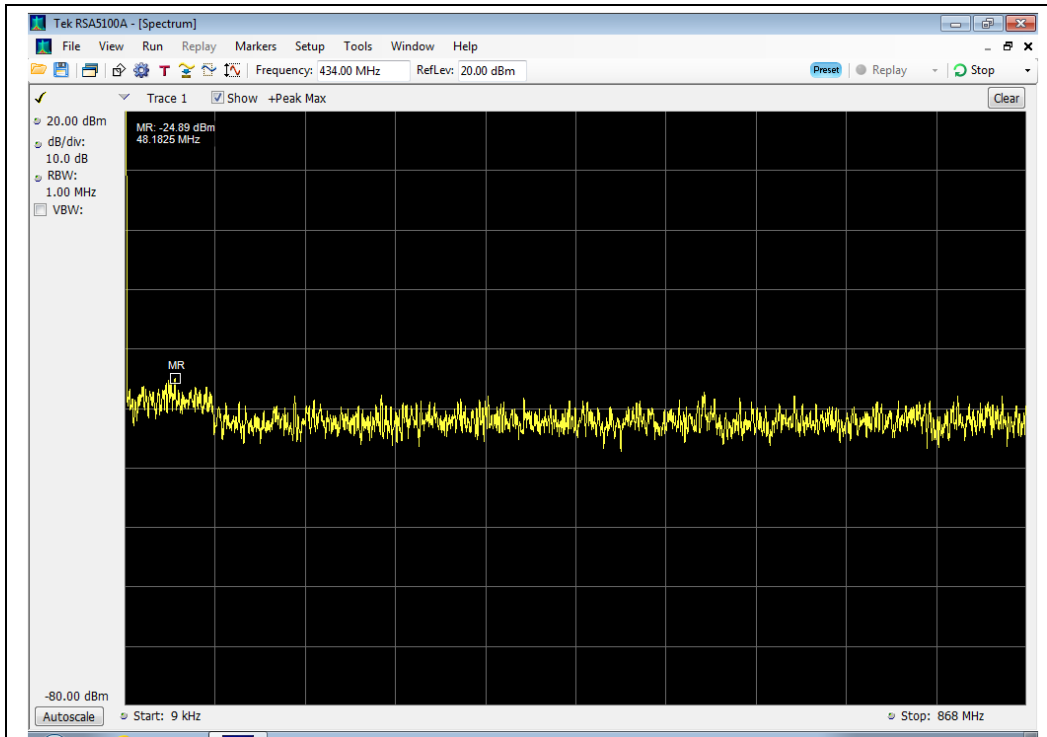 Tek RSA5100A - [Spectrum]
File View Run Replay Markers Setup Tools Window Help
Frequency: 434.00 MHz RefLev: 20.00 dBm Preset Replay Stop
Trace 1 Show +Peak Max Clear
20.00 dBm
dB/div:
10.0 dB
RBW:
1.00 MHz
VBW:
MR: -24.89 dBm
48.1825 MHz
MR
-80.00 dBm
Autoscale Start: 9 kHz Stop: 868 MHz